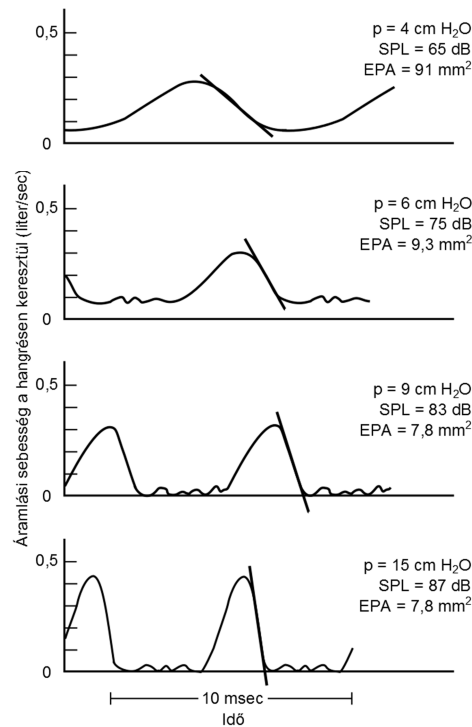 0,5
p = 4 cm H₂O
SPL = 65 dB
EPA = 91 mm²
0
0,5
p = 6 cm H₂O
SPL = 75 dB
EPA = 9,3 mm²
0
0,5
p = 9 cm H₂O
SPL = 83 dB
EPA = 7,8 mm²
0
0,5
p = 15 cm H₂O
SPL = 87 dB
EPA = 7,8 mm²
0
Áramlási sebesség a hangrésen keresztül (liter/sec)
10 msec
Idő